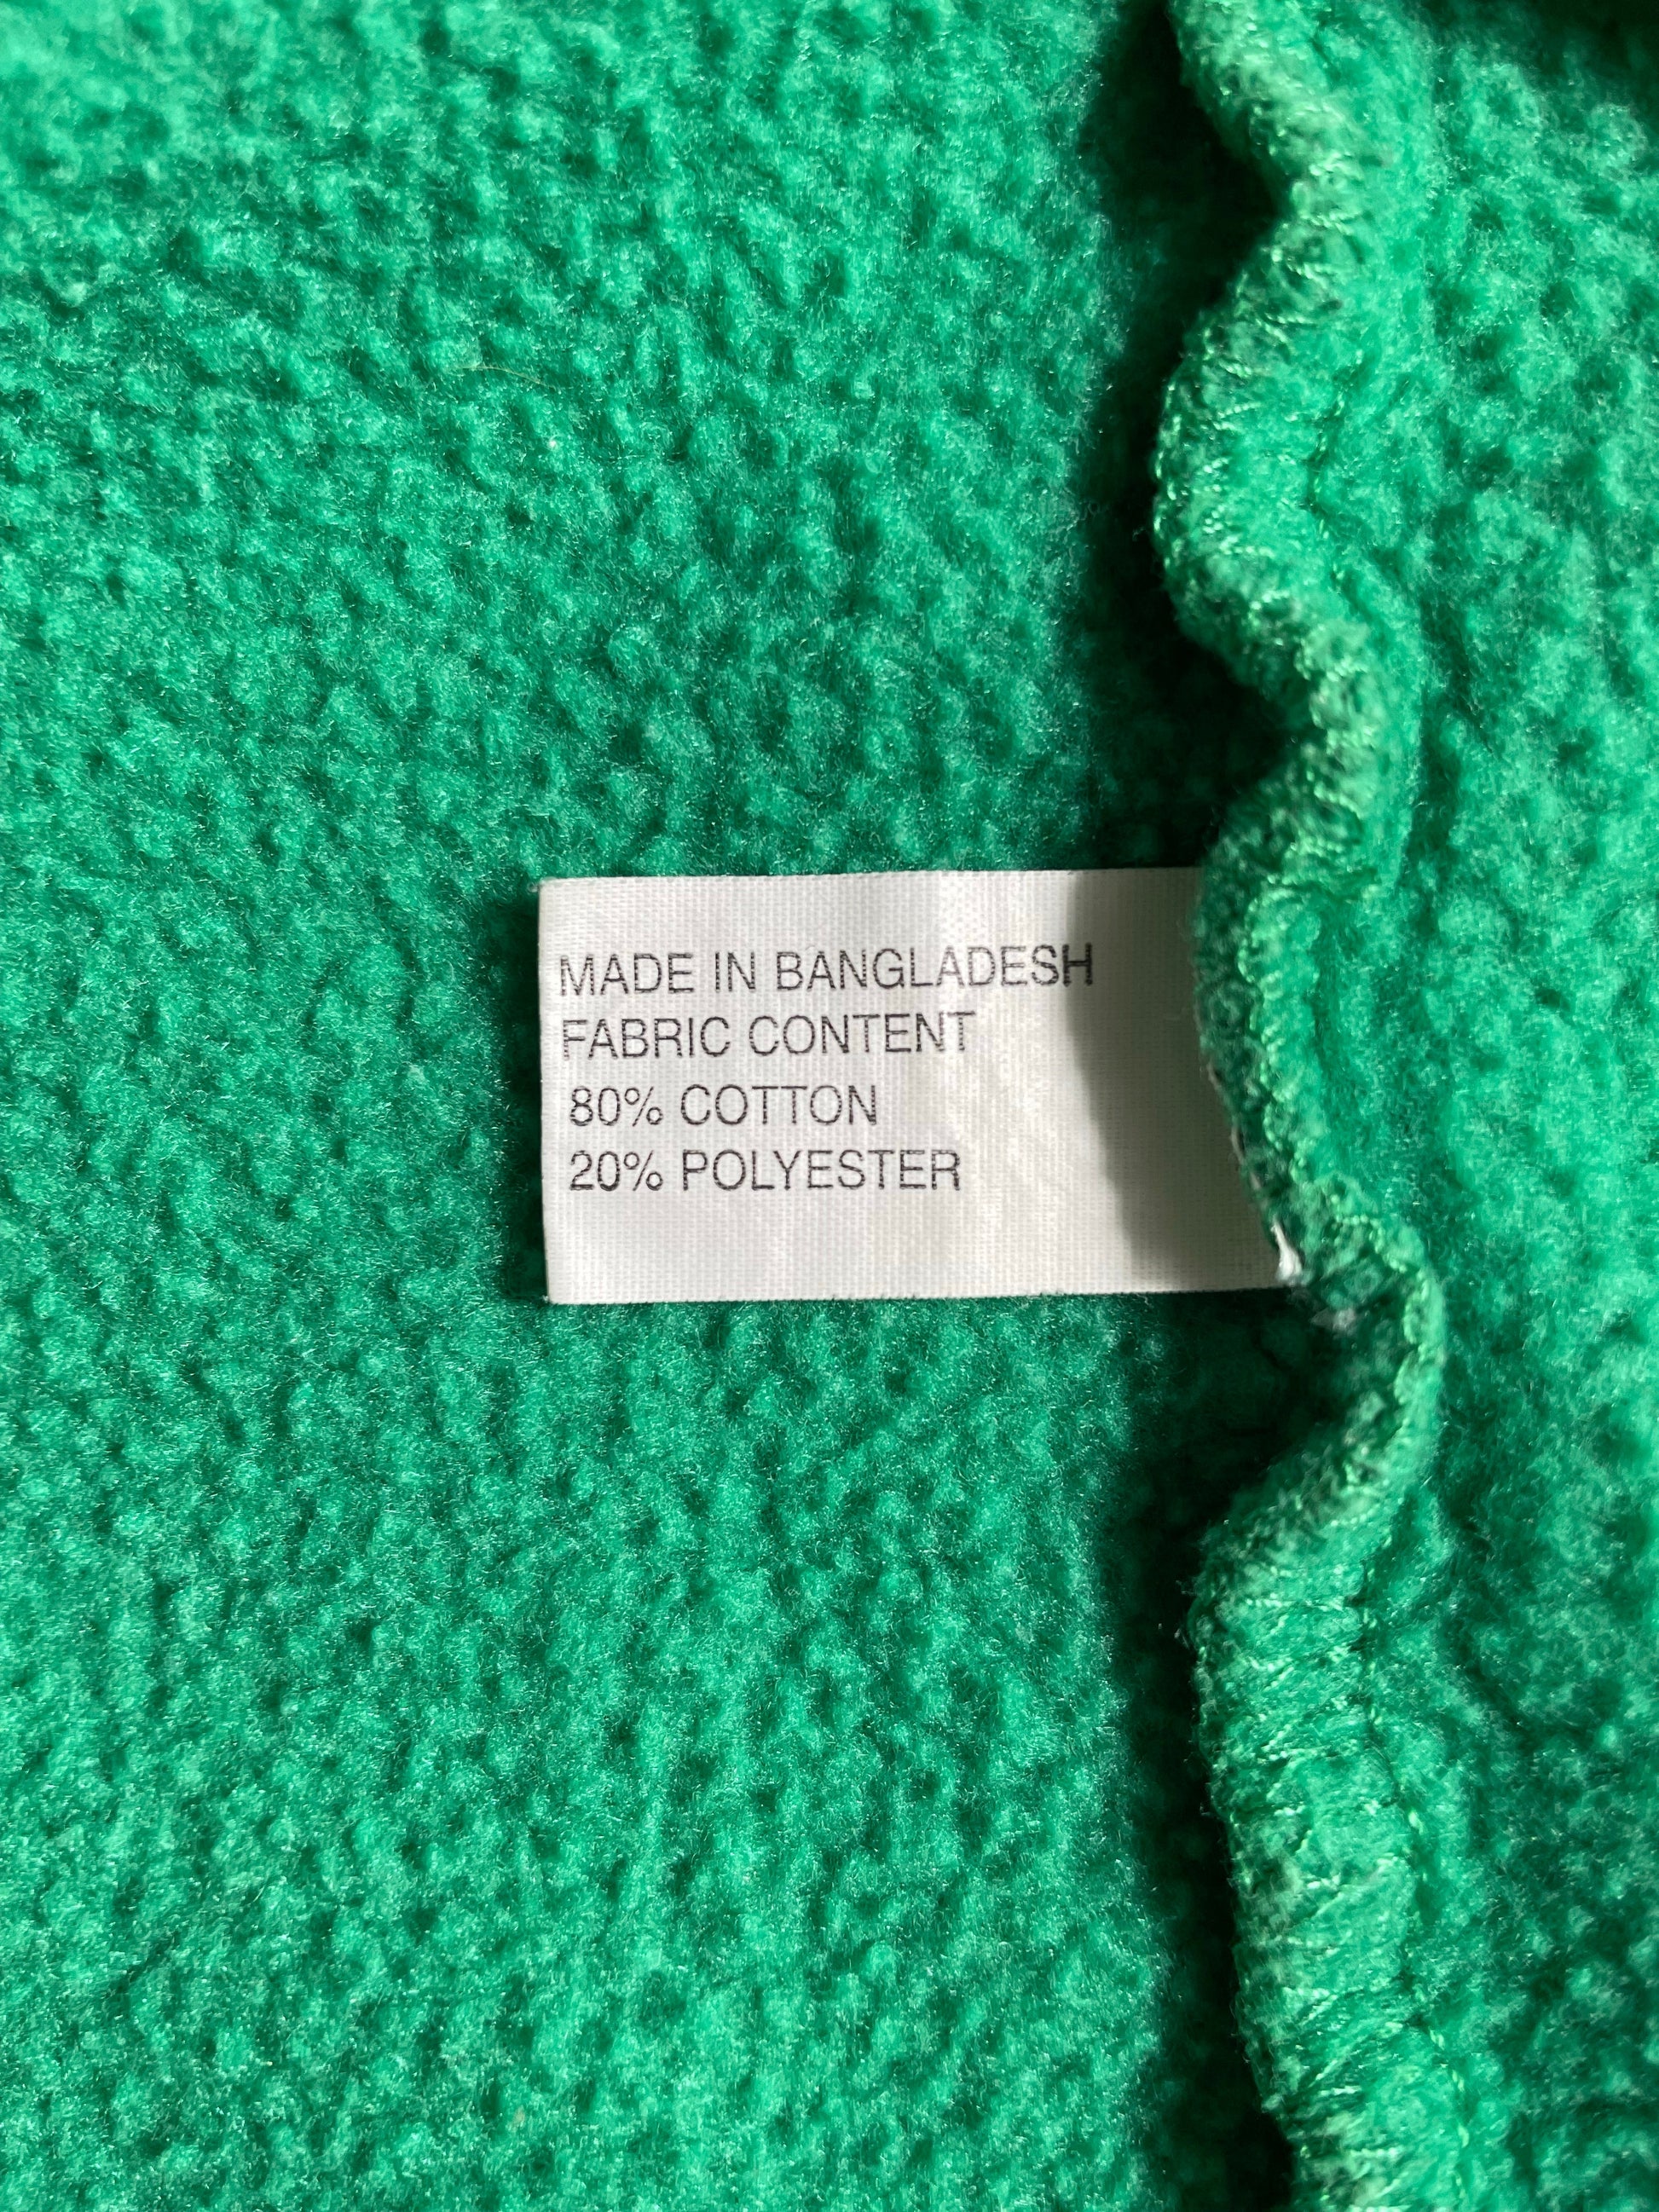 MADE IN BANGLADESH
FABRIC CONTENT
80% COTTON
20% POLYESTER